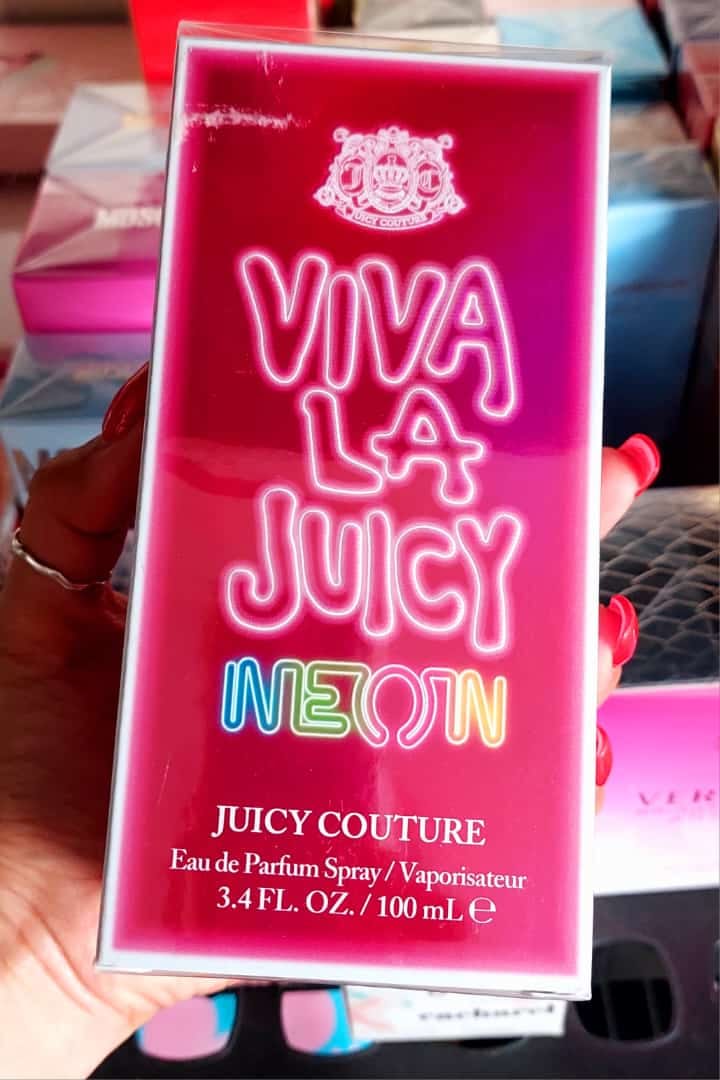 J C
JUICY COUTURE
VIVA
LA
JUICY
NEON
JUICY COUTURE
Eau de Parfum Spray / Vaporisateur
3.4 FL. OZ. / 100 mL ℮
cacharel